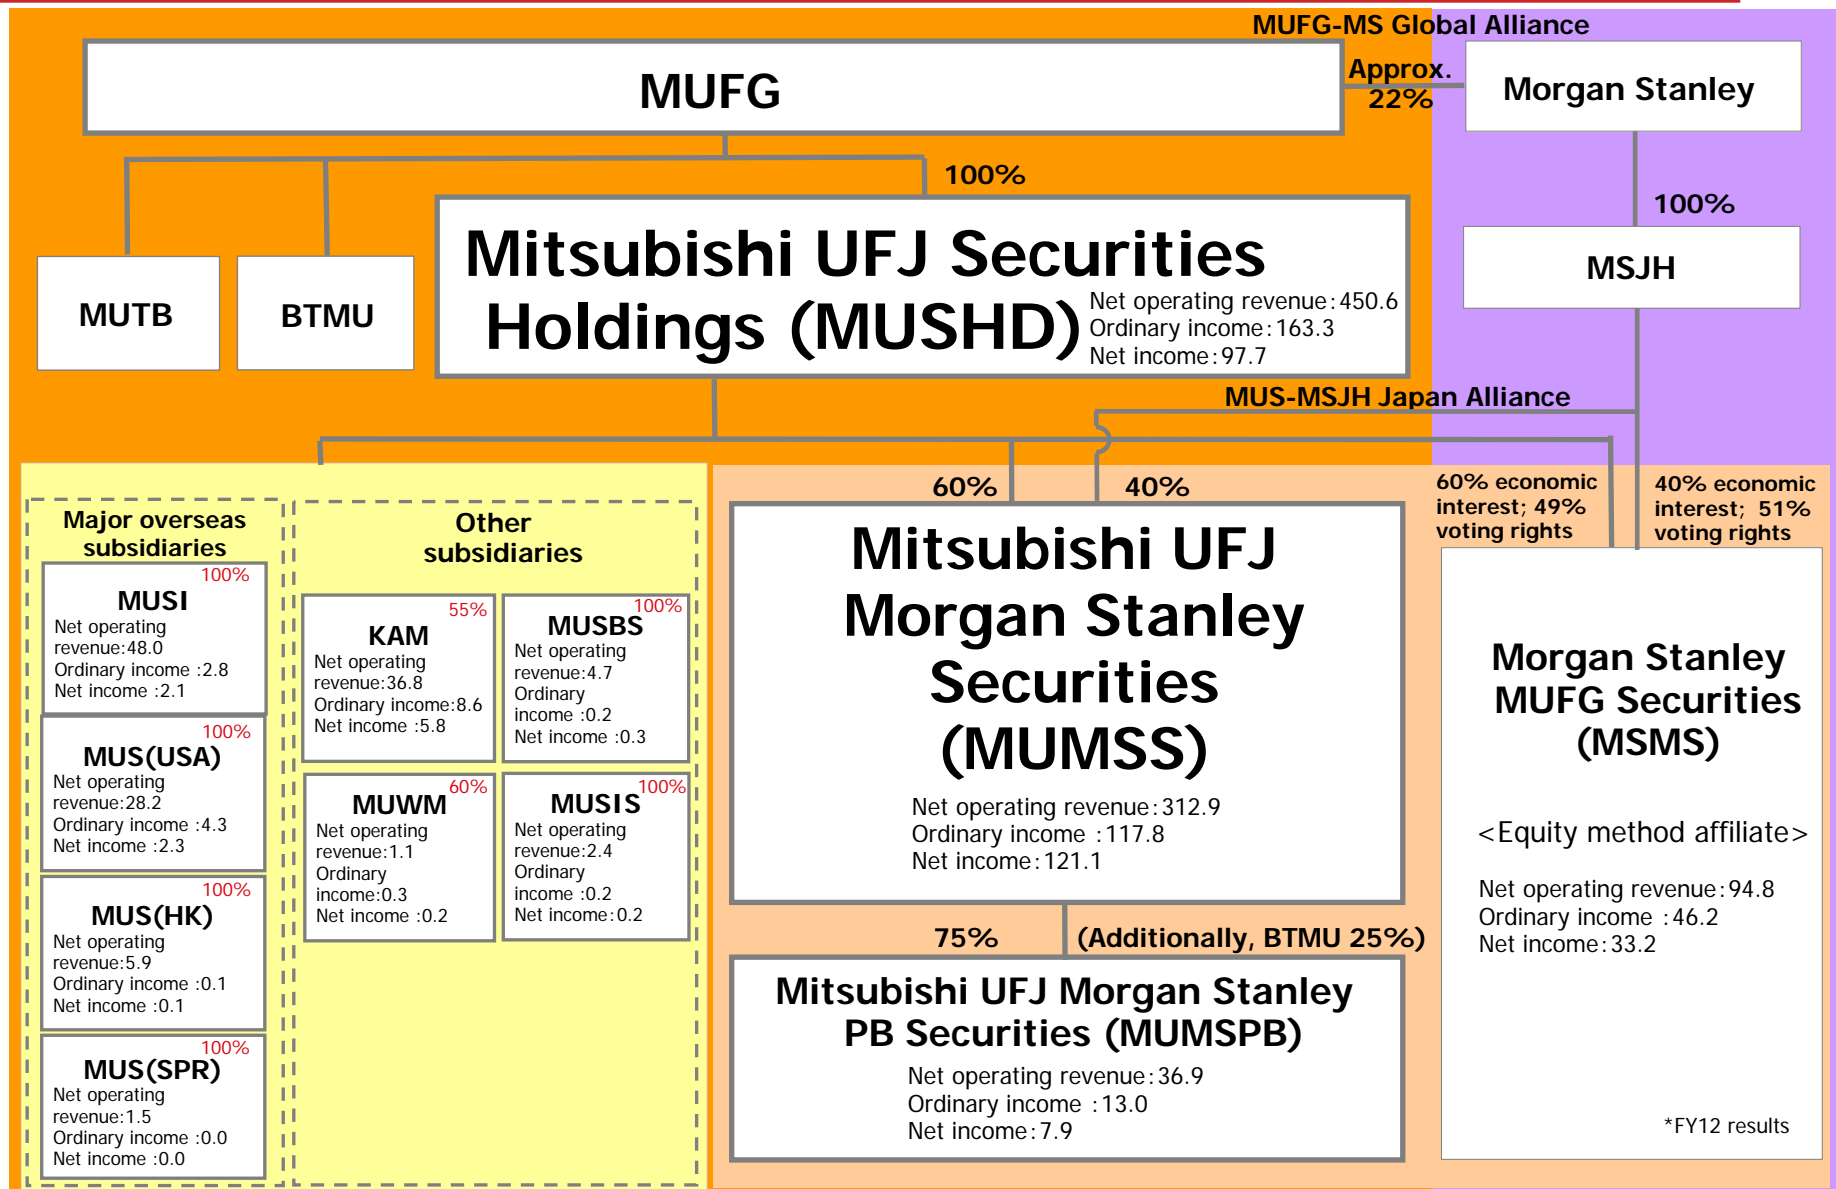 MUFG-MS Global Alliance
MUFG
Approx.
22%
Morgan Stanley
100%
100%
Mitsubishi UFJ Securities
Holdings (MUSHD)
Net operating revenue:450.6
Ordinary income:163.3
Net income:97.7
MUTB
BTMU
MSJH
MUS-MSJH Japan Alliance
60%
40%
60% economic
interest; 49%
voting rights
40% economic
interest; 51%
voting rights
Major overseas
subsidiaries
100%
MUSI
Net operating
revenue:48.0
Ordinary income :2.8
Net income :2.1
100%
MUS(USA)
Net operating
revenue:28.2
Ordinary income :4.3
Net income :2.3
100%
MUS(HK)
Net operating
revenue:5.9
Ordinary income :0.1
Net income :0.1
100%
MUS(SPR)
Net operating
revenue:1.5
Ordinary income :0.0
Net income :0.0
Other
subsidiaries
55%
KAM
Net operating
revenue:36.8
Ordinary income:8.6
Net income :5.8
100%
MUSBS
Net operating
revenue:4.7
Ordinary
income :0.2
Net income :0.3
60%
MUWM
Net operating
revenue:1.1
Ordinary
income:0.3
Net income :0.2
100%
MUSIS
Net operating
revenue:2.4
Ordinary
income :0.2
Net income:0.2
Mitsubishi UFJ
Morgan Stanley
Securities
(MUMSS)
Net operating revenue:312.9
Ordinary income :117.8
Net income:121.1
75%
(Additionally, BTMU 25%)
Mitsubishi UFJ Morgan Stanley
PB Securities (MUMSPB)
Net operating revenue:36.9
Ordinary income :13.0
Net income:7.9
Morgan Stanley
MUFG Securities
(MSMS)
<Equity method affiliate>
Net operating revenue:94.8
Ordinary income :46.2
Net income:33.2
*FY12 results